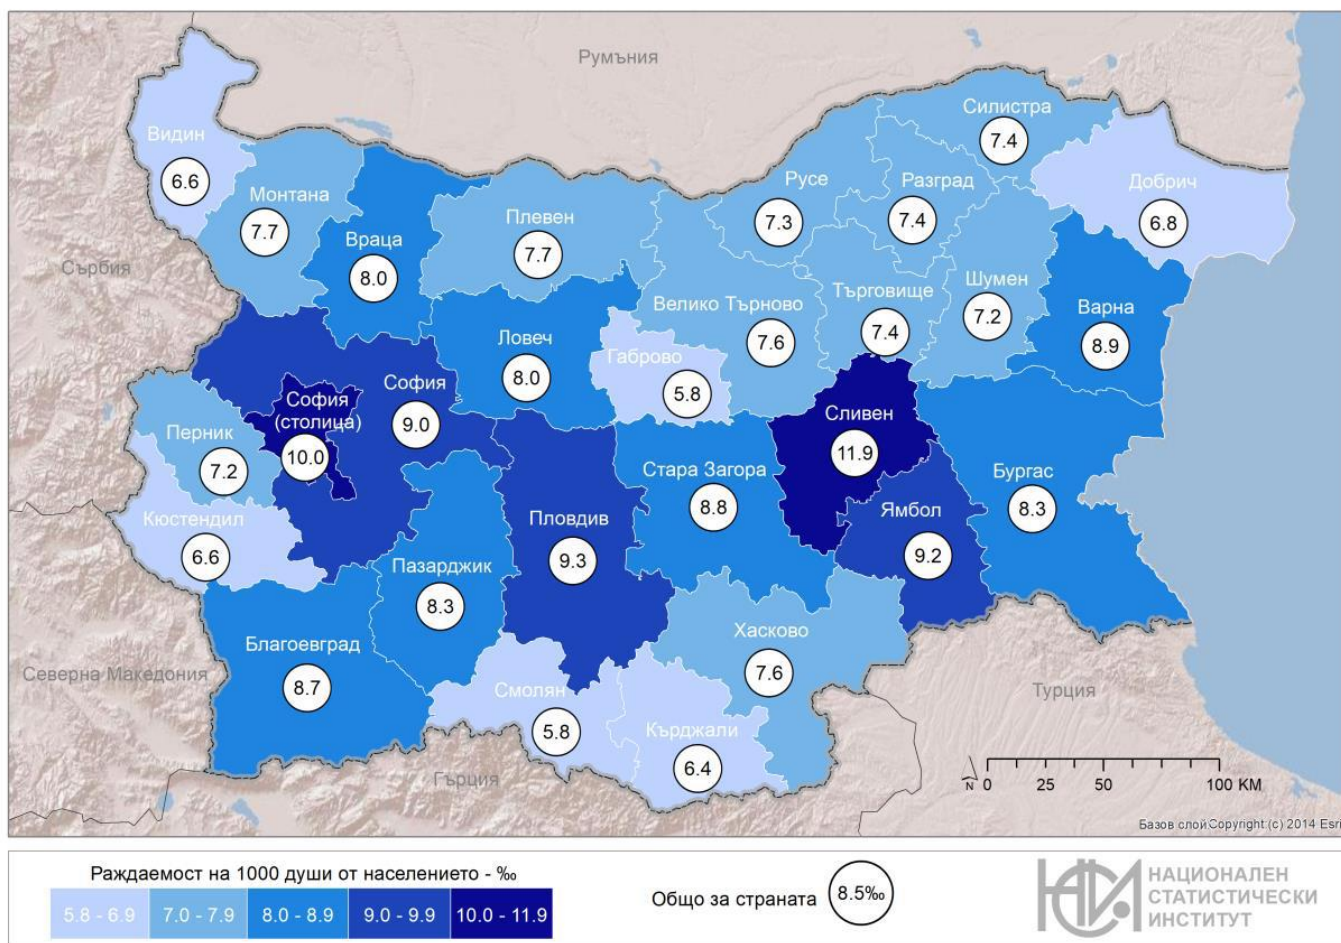 Румъния
Силистра
7.4
Видин
6.6
Добрич
6.8
Русе
7.3
Разград
7.4
Монтана
7.7
Плевен
7.7
Враца
8.0
Сърбия
Шумен
7.2
Търговище
7.4
Велико Търново
7.6
Варна
8.9
Ловеч
8.0
Габрово
5.8
София
9.0
София
(столица)
10.0
Сливен
11.9
Перник
7.2
Стара Загора
8.8
Бургас
8.3
Ямбол
9.2
Кюстендил
6.6
Пловдив
9.3
Пазарджик
8.3
Хасково
7.6
Благоевград
8.7
Северна Македония
Смолян
5.8
Кърджали
6.4
Турция
Гърция
N
0 25 50 100 KM
Базов слой Copyright:(c) 2014 Esri
Раждаемост на 1000 души от населението - ‰
5.8 - 6.9 7.0 - 7.9 8.0 - 8.9 9.0 - 9.9 10.0 - 11.9
Общо за страната 8.5‰
НСИ
НАЦИОНАЛЕН
СТАТИСТИЧЕСКИ
ИНСТИТУТ